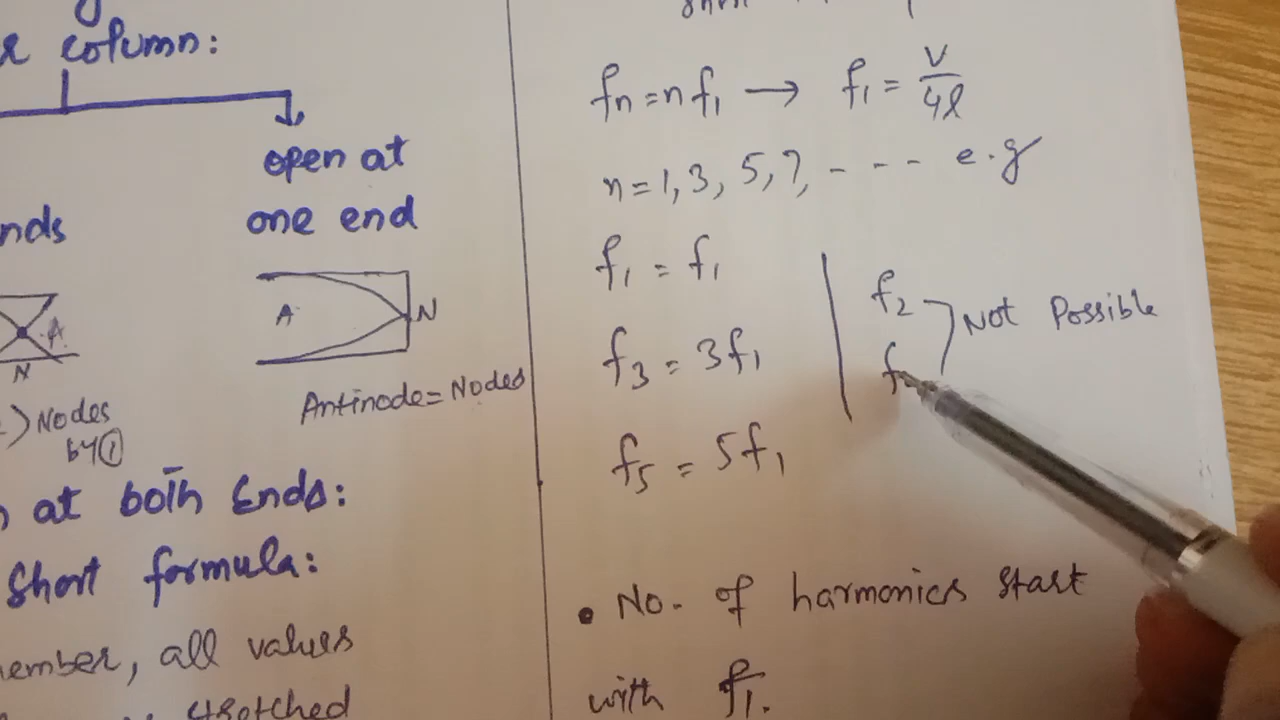 column:
open at
one end
A
N
A
N
Antinode = Nodes
Nodes
by ①
at both Ends:
Short formula:
all values
fn = n f1 → f1 = v/4l
n = 1, 3, 5, 7, - - - e.g
f1 = f1
f3 = 3f1
f5 = 5f1
f2
f
Not Possible
• No. of harmonics start
with f1.